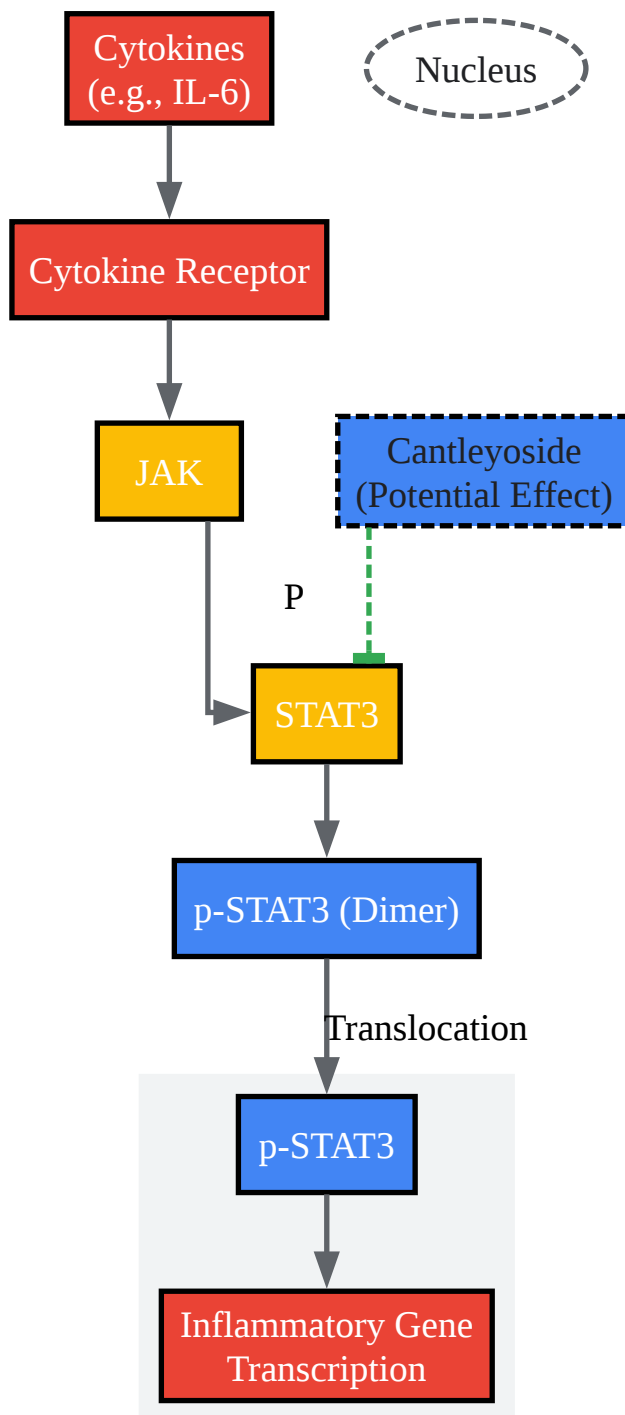 Cytokines
(e.g., IL-6)
Nucleus
Cytokine Receptor
JAK
Cantleyoside
(Potential Effect)
P
STAT3
p-STAT3 (Dimer)
Translocation
p-STAT3
Inflammatory Gene
Transcription